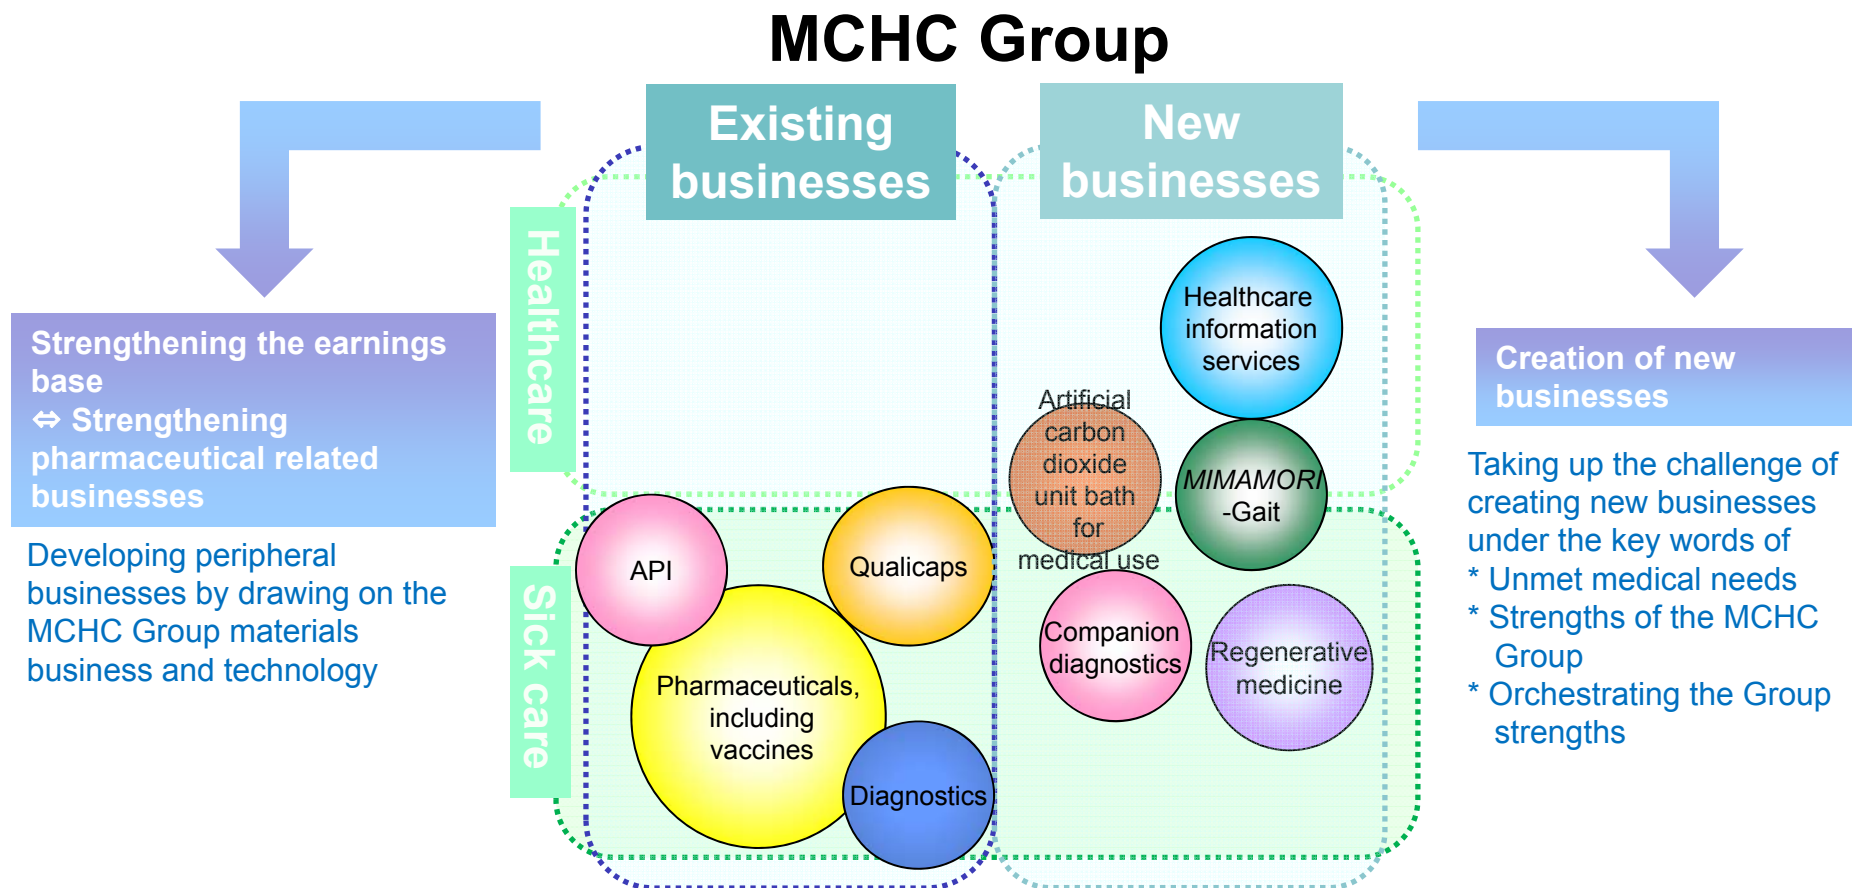 MCHC Group
Existing
businesses
New
businesses
Healthcare
Sick care
Strengthening the earnings
base
⇔ Strengthening
pharmaceutical related
businesses
Developing peripheral
businesses by drawing on the
MCHC Group materials
business and technology
Healthcare
information
services
Artificial
carbon
dioxide
unit bath
for
medical use
MIMAMORI
-Gait
API
Qualicaps
Pharmaceuticals,
including
vaccines
Diagnostics
Companion
diagnostics
Regenerative
medicine
Creation of new
businesses
Taking up the challenge of
creating new businesses
under the key words of
* Unmet medical needs
* Strengths of the MCHC
Group
* Orchestrating the Group
strengths